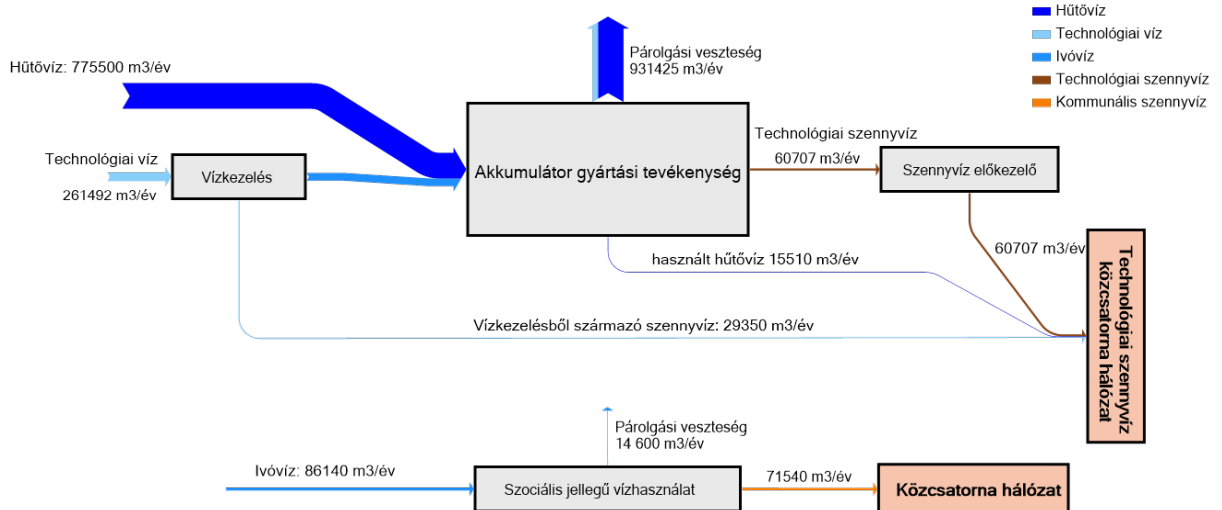 Hűtővíz
Technológiai víz
Ivóvíz
Technológiai szennyvíz
Kommunális szennyvíz
Párolgási veszteség
931425 m3/év
Hűtővíz: 775500 m3/év
Technológiai víz
261492 m3/év
Vízkezelés
Akkumulátor gyártási tevékenység
Technológiai szennyvíz
60707 m3/év
Szennyvíz előkezelő
60707 m3/év
használt hűtővíz 15510 m3/év
Vízkezelésből származó szennyvíz: 29350 m3/év
Technológiai szennyvíz
közcsatorna hálózat
Párolgási veszteség
14 600 m3/év
Ivóvíz: 86140 m3/év
Szociális jellegű vízhasználat
71540 m3/év
Közcsatorna hálózat